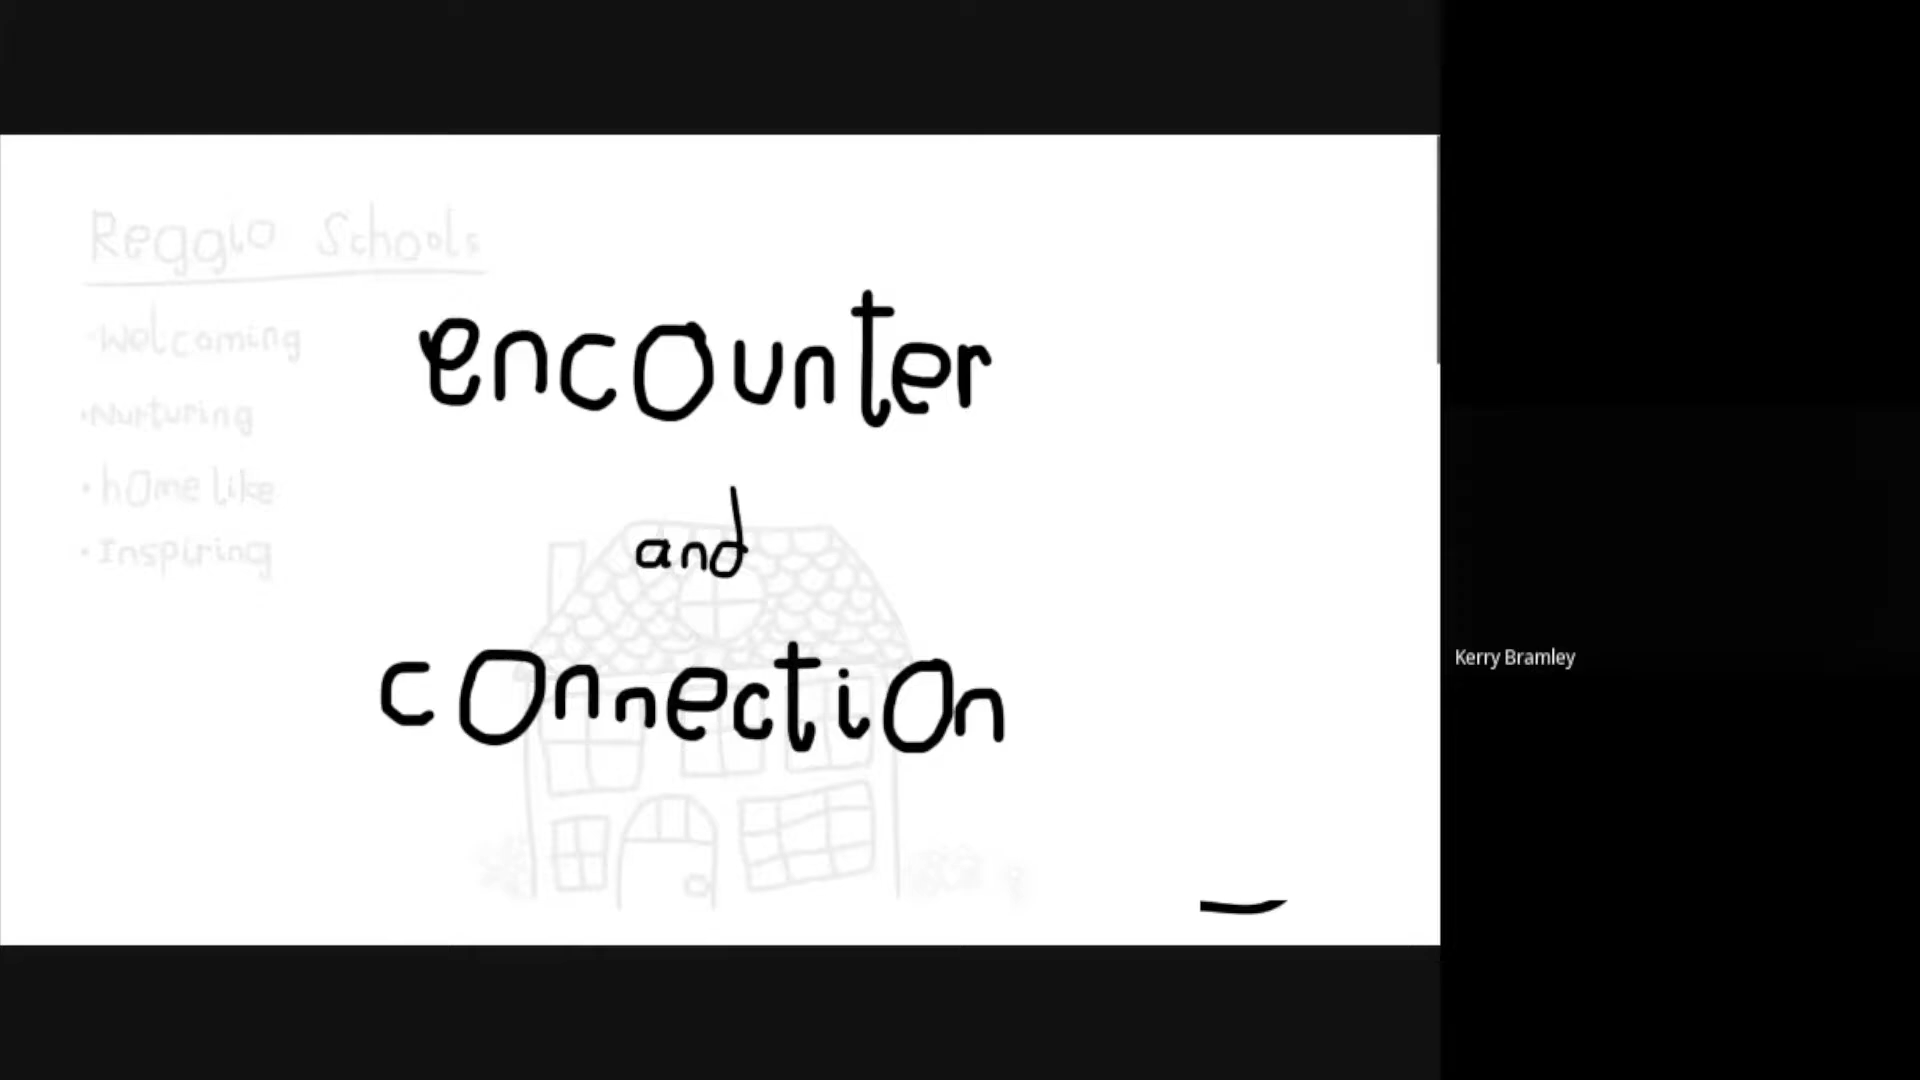 Reggio Schools
• Welcoming
• Nurturing
• home like
• Inspiring
encounter
and
connection
Kerry Bramley